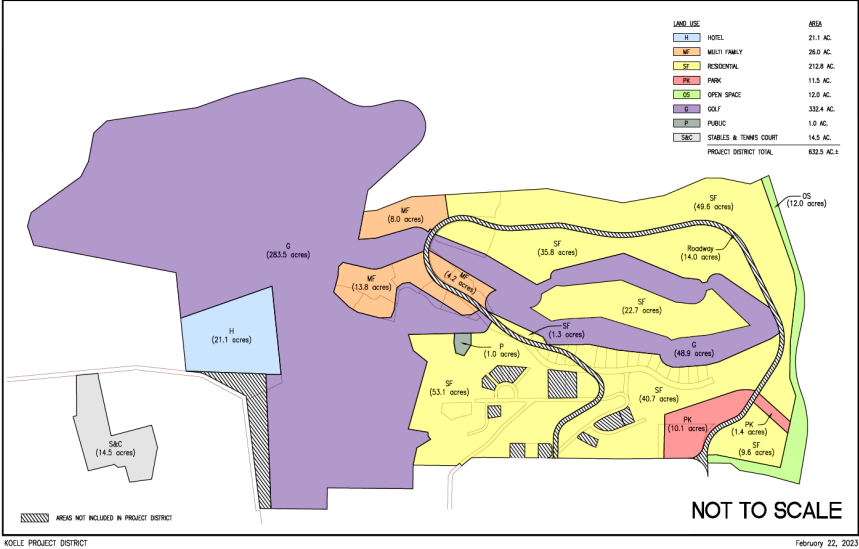 LAND USE AREA
H HOTEL 21.1 AC.
MF MULTI FAMILY 26.0 AC.
SF RESIDENTIAL 212.8 AC.
PK PARK 11.5 AC.
OS OPEN SPACE 12.0 AC.
G GOLF 332.4 AC.
P PUBLIC 1.0 AC.
S&C STABLES & TENNIS COURT 14.5 AC.
PROJECT DISTRICT TOTAL 632.5 AC.±
OS
(12.0 acres)
SF
(49.6 acres)
MF
(8.0 acres)
G
(283.5 acres)
SF
(35.8 acres)
Roadway
(14.0 acres)
MF
(13.8 acres)
MF
(4.2 acres)
SF
(22.7 acres)
H
(21.1 acres)
SF
(1.3 acres)
P
(1.0 acres)
G
(48.9 acres)
SF
(53.1 acres)
SF
(40.7 acres)
PK
(10.1 acres)
PK
(1.4 acres)
S&C
(14.5 acres)
SF
(9.6 acres)
AREAS NOT INCLUDED IN PROJECT DISTRICT
NOT TO SCALE
KOELE PROJECT DISTRICT
February 22, 2023